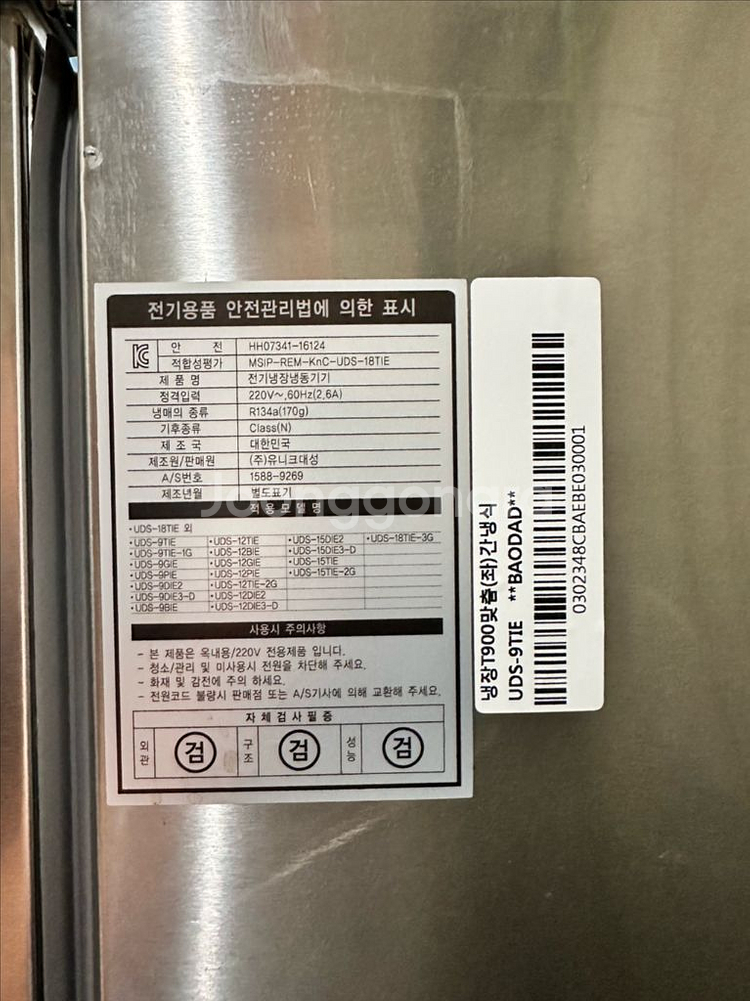 전기용품 안전관리법에 의한 표시
안 전 HH07341-16124
적합성평가 MSIP-REM-KnC-UDS-18TIE
제 품 명 전기냉장냉동기기
정격입력 220V~,60Hz(2,6A)
냉매의 종류 R134a(170g)
기후종류 Class(N)
제 조 국 대한민국
제조원/판매원 (주)유니크대성
A/S번호 1588-9269
제조년월 별도표기
적용모델명
•UDS-18TIE 외
•UDS-9TIE •UDS-12TIE •UDS-15DIE2 •UDS-18TIE-3G
•UDS-9TIE-1G •UDS-12BIE •UDS-15DIE3-D
•UDS-9GIE •UDS-12GIE •UDS-15TIE
•UDS-9PIE •UDS-12PIE •UDS-15TIE-2G
•UDS-9DIE2 •UDS-12TIE-2G
•UDS-9DIE3-D •UDS-12DIE2
•UDS-9BIE •UDS-12DIE3-D
사용시 주의사항
- 본 제품은 옥내용/220V 전용제품 입니다.
- 청소/관리 및 미사용시 전원을 차단해 주세요.
- 화재 및 감전에 주의 하세요.
- 전원코드 불량시 판매점 또는 A/S기사에 의해 교환해 주세요.
자체검사필증
외관 검 구조 검 성능 검
냉장T900맞춤(좌)간냉식
UDS-9TIE **BAODAD**
0302348CBAEBE030001
Joonggonara